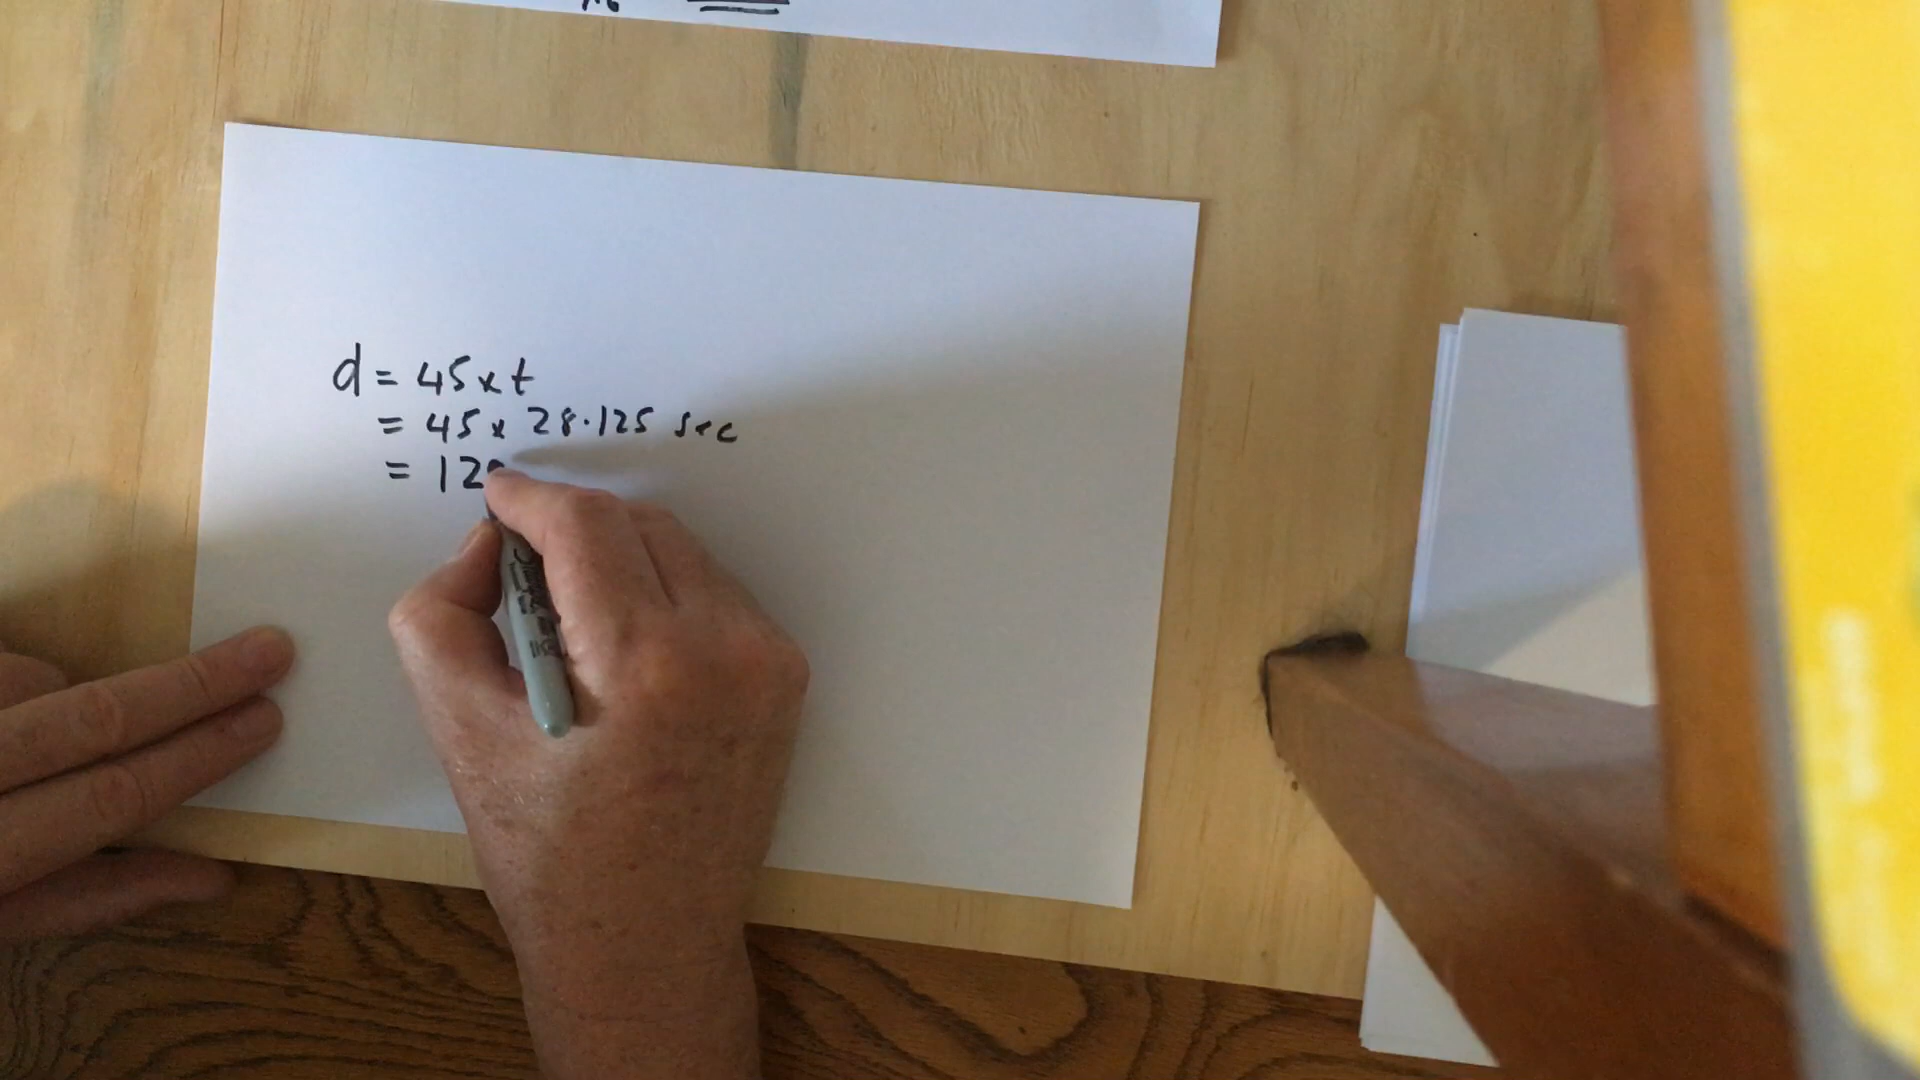 d = 45 x t
= 45 x 28.125 sec
= 12